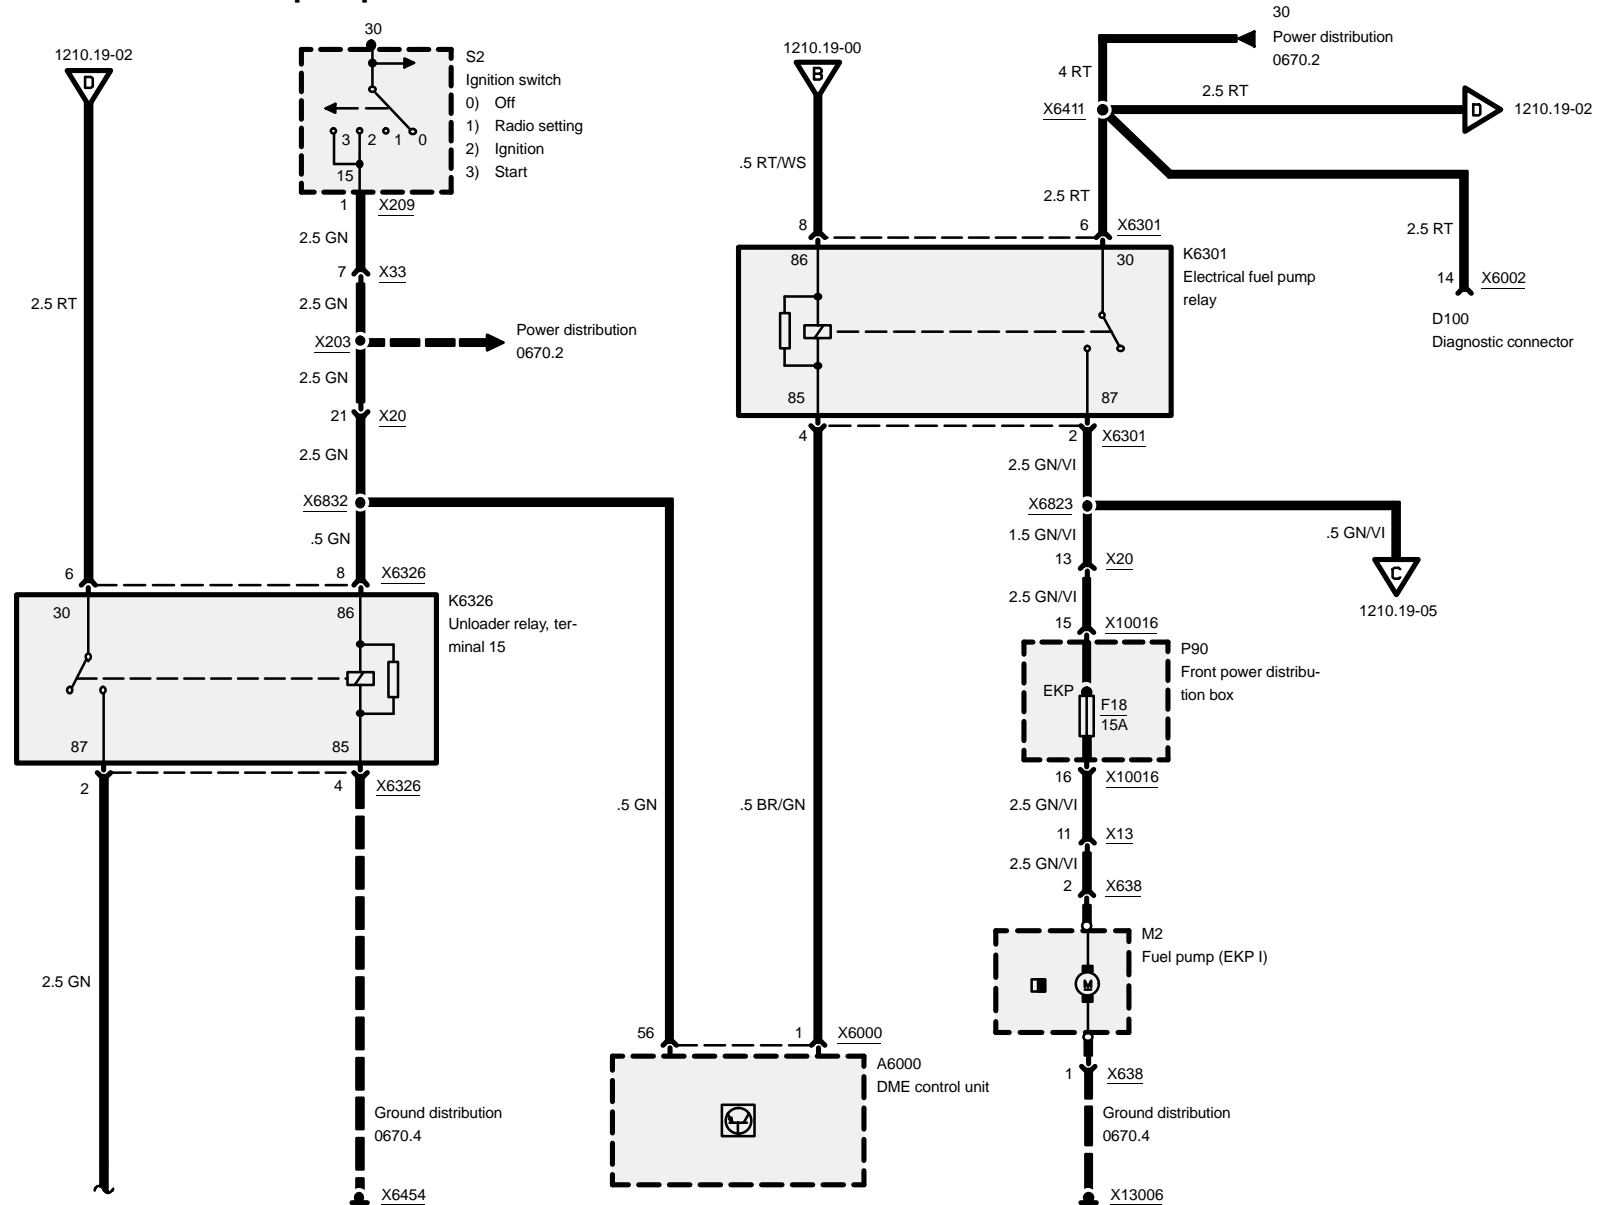 30
1210.19-02
D
S2
Ignition switch
0) Off
1) Radio setting
2) Ignition
3) Start
3 2 1 0
15
1 X209
2.5 GN
7 X33
2.5 RT
2.5 GN
X203
Power distribution
0670.2
2.5 GN
21 X20
2.5 GN
X6832
.5 GN
6
8 X6326
30
86
K6326
Unloader relay, ter-
minal 15
87
85
2
4 X6326
2.5 GN
Ground distribution
0670.4
X6454
1210.19-00
B
.5 RT/WS
30
Power distribution
0670.2
4 RT
X6411
2.5 RT
D
1210.19-02
2.5 RT
2.5 RT
14 X6002
D100
Diagnostic connector
8
6 X6301
86
30
K6301
Electrical fuel pump
relay
85
87
4
2 X6301
2.5 GN/VI
X6823
1.5 GN/VI
.5 GN/VI
C
1210.19-05
13 X20
2.5 GN/VI
15 X10016
P90
Front power distribu-
tion box
EKP
F18
15A
16 X10016
.5 GN
.5 BR/GN
2.5 GN/VI
11 X13
2.5 GN/VI
2 X638
M2
Fuel pump (EKP I)
M
56
1 X6000
A6000
DME control unit
1 X638
Ground distribution
0670.4
X13006